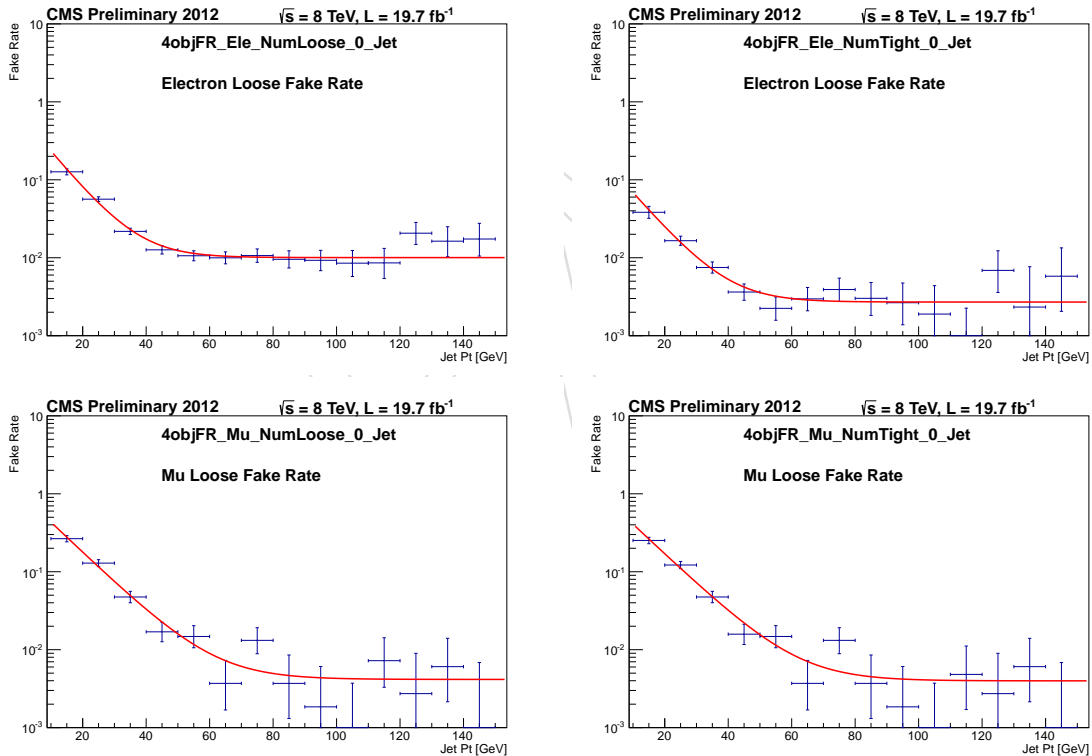 CMS Preliminary 2012 √s = 8 TeV, L = 19.7 fb⁻¹
Fake Rate
4objFR_Ele_NumLoose_0_Jet
Electron Loose Fake Rate
10
1
10⁻¹
10⁻²
10⁻³
20 40 60 80 100 120 140
Jet Pt [GeV]
CMS Preliminary 2012 √s = 8 TeV, L = 19.7 fb⁻¹
Fake Rate
4objFR_Ele_NumTight_0_Jet
Electron Loose Fake Rate
10
1
10⁻¹
10⁻²
10⁻³
20 40 60 80 100 120 140
Jet Pt [GeV]
CMS Preliminary 2012 √s = 8 TeV, L = 19.7 fb⁻¹
Fake Rate
4objFR_Mu_NumLoose_0_Jet
Mu Loose Fake Rate
10
1
10⁻¹
10⁻²
10⁻³
20 40 60 80 100 120 140
Jet Pt [GeV]
CMS Preliminary 2012 √s = 8 TeV, L = 19.7 fb⁻¹
Fake Rate
4objFR_Mu_NumTight_0_Jet
Mu Loose Fake Rate
10
1
10⁻¹
10⁻²
10⁻³
20 40 60 80 100 120 140
Jet Pt [GeV]